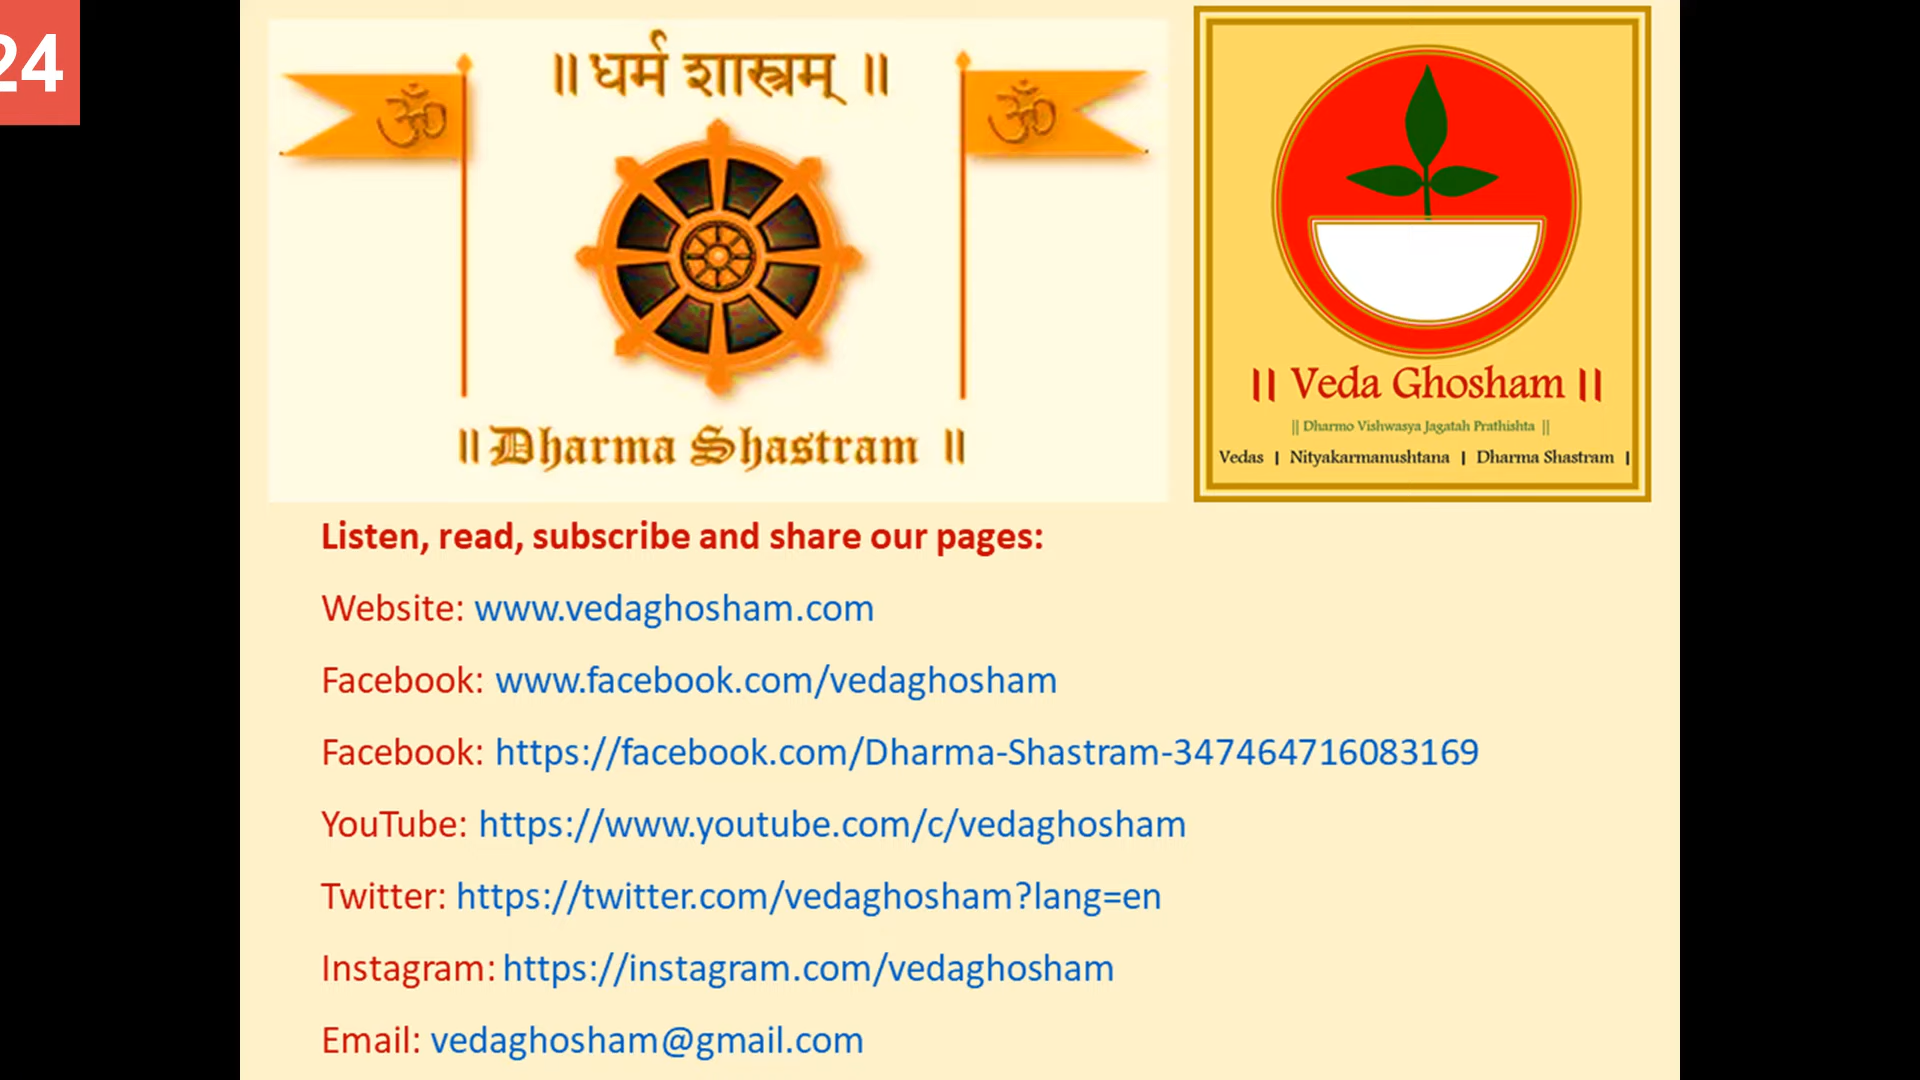 24
॥ धर्म शास्त्रम् ॥
ॐ
ॐ
॥ Dharma Shastram ॥
|| Veda Ghosham ||
|| Dharmo Vishwasya Jagatah Prathishta ||
Vedas | Nityakarmanushtana | Dharma Shastram |
Listen, read, subscribe and share our pages:
Website: www.vedaghosham.com
Facebook: www.facebook.com/vedaghosham
Facebook: https://facebook.com/Dharma-Shastram-347464716083169
YouTube: https://www.youtube.com/c/vedaghosham
Twitter: https://twitter.com/vedaghosham?lang=en
Instagram: https://instagram.com/vedaghosham
Email: vedaghosham@gmail.com